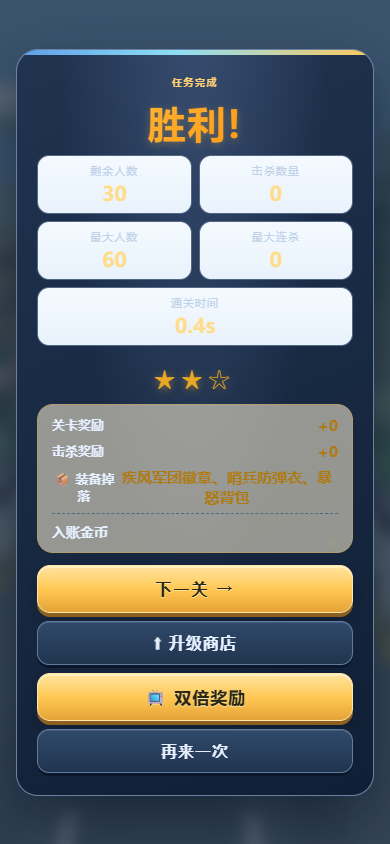 任务完成
胜利!
剩余人数
击杀数量
30
0
最大人数
最大连杀
60
0
通关时间
0.4s
关卡奖励 +0
击杀奖励 +0
装备掉落 疾风军团徽章、哨兵防弹衣、暴怒背包
入账金币
下一关 →
⬆ 升级商店
双倍奖励
再来一次